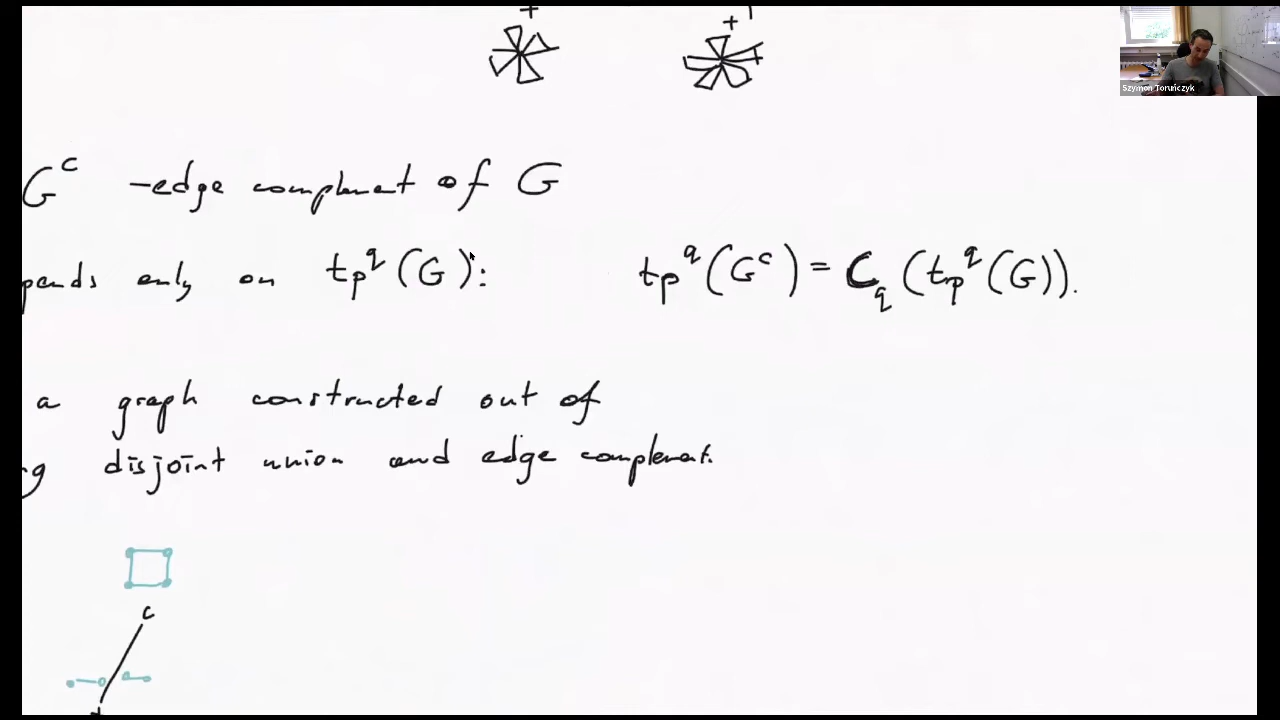 + +
Szymon Toruńczyk
G^c -edge complement of G
pends only on tp^q(G): tp^q(G^c) = C_q(tp^q(G)).
a graph constructed out of
ng disjoint union and edge complement.
c
+